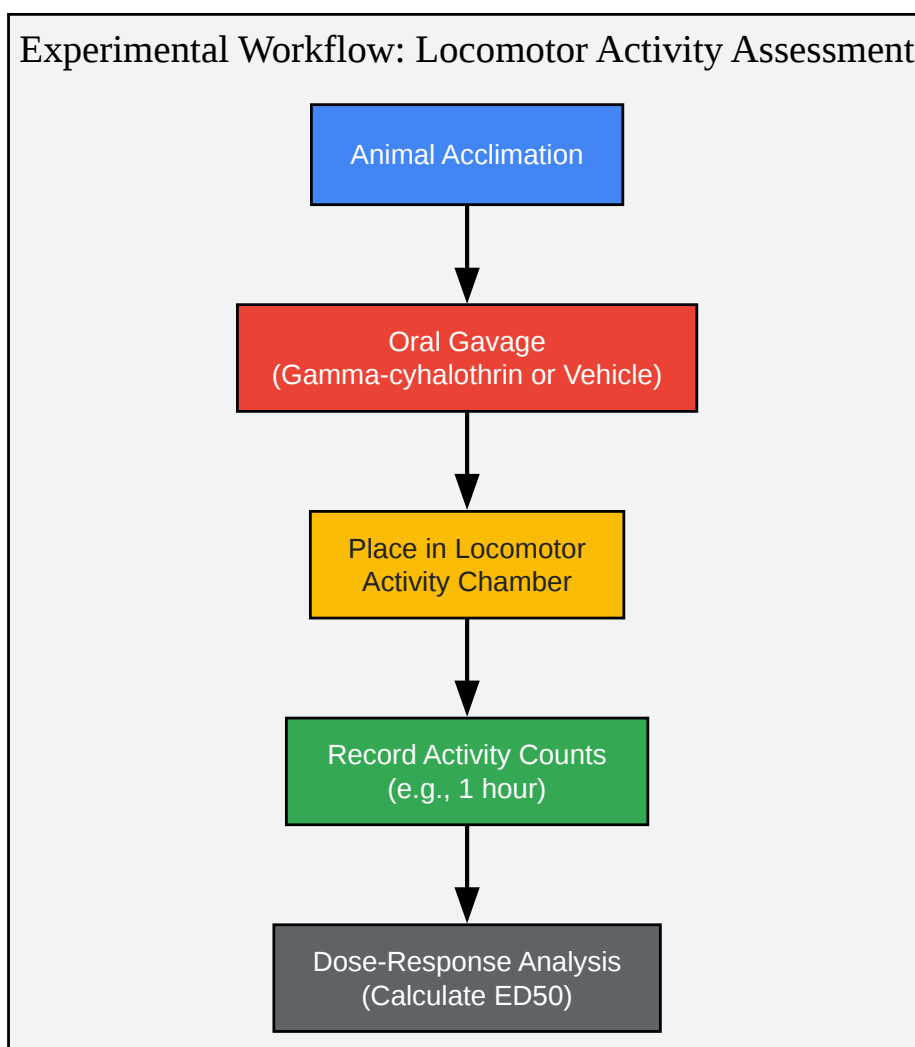 Experimental Workflow: Locomotor Activity Assessment
Animal Acclimation
Oral Gavage
(Gamma-cyhalothrin or Vehicle)
Place in Locomotor
Activity Chamber
Record Activity Counts
(e.g., 1 hour)
Dose-Response Analysis
(Calculate ED50)